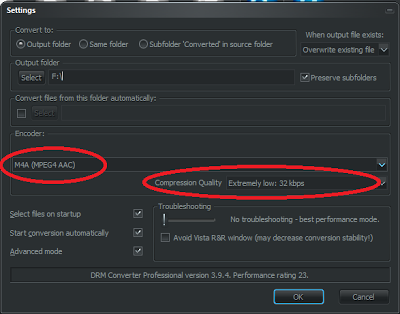 Settings
Convert to:
Output folder
Same folder
Subfolder 'Converted' in source folder
When output file exists:
Overwrite existing file
Output folder
Select
F:\
Preserve subfolders
Convert files from this folder automatically:
Select
Encoder:
M4A (MPEG4 AAC)
Compression Quality
Extremely low: 32 kbps
Select files on startup
Start conversion automatically
Advanced mode
Troubleshooting
No troubleshooting - best performance mode.
Avoid Vista R&R window (may decrease conversion stability!)
DRM Converter Professional version 3.9.4. Performance rating 23.
OK
Cancel